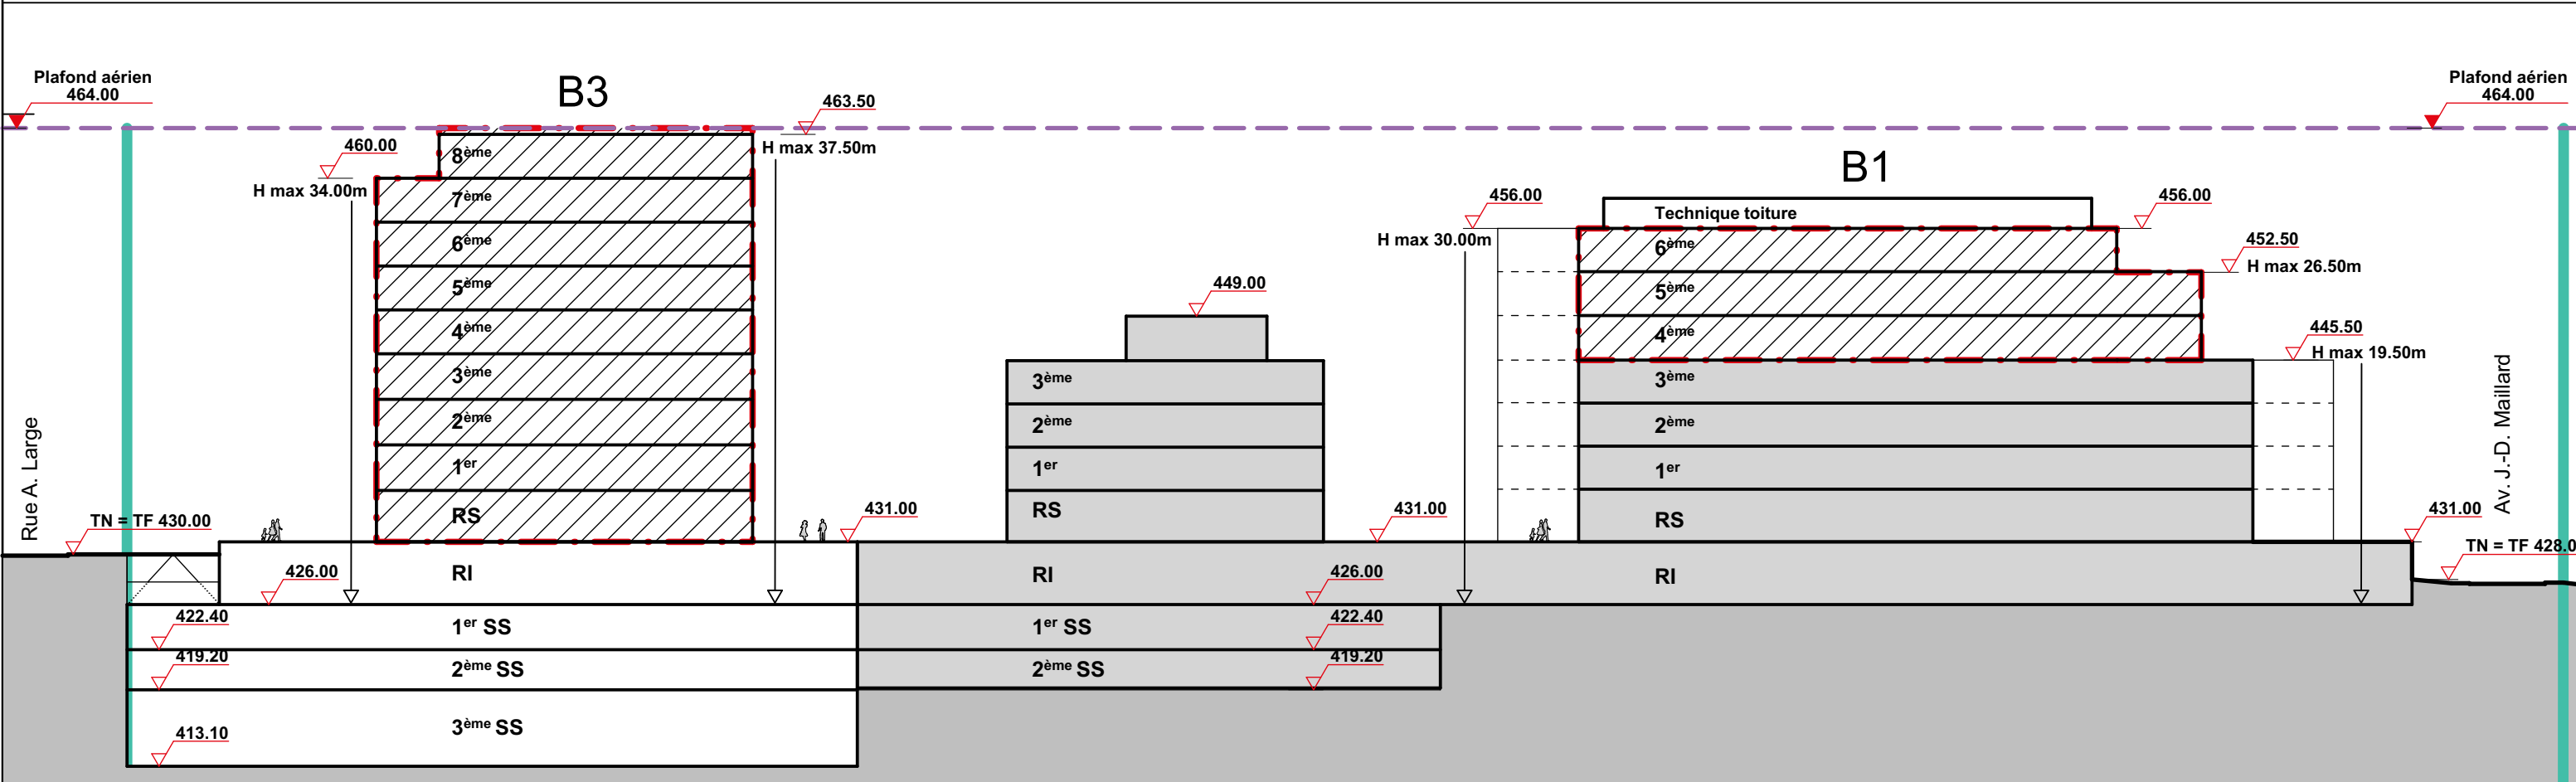 Plafond aérien
464.00
B3
463.50
H max 37.50m
460.00
H max 34.00m
8ème
7ème
6ème
5ème
4ème
3ème
2ème
1er
RS
Rue A. Large
TN = TF 430.00
431.00
RI
426.00
422.40
1er SS
419.20
2ème SS
3ème SS
413.10
449.00
3ème
2ème
1er
RS
431.00
RI
426.00
1er SS
422.40
2ème SS
419.20
B1
Plafond aérien
464.00
456.00
H max 30.00m
Technique toiture
456.00
452.50
H max 26.50m
445.50
H max 19.50m
6ème
5ème
4ème
3ème
2ème
1er
RS
RI
431.00
Av. J.-D. Maillard
TN = TF 428.0